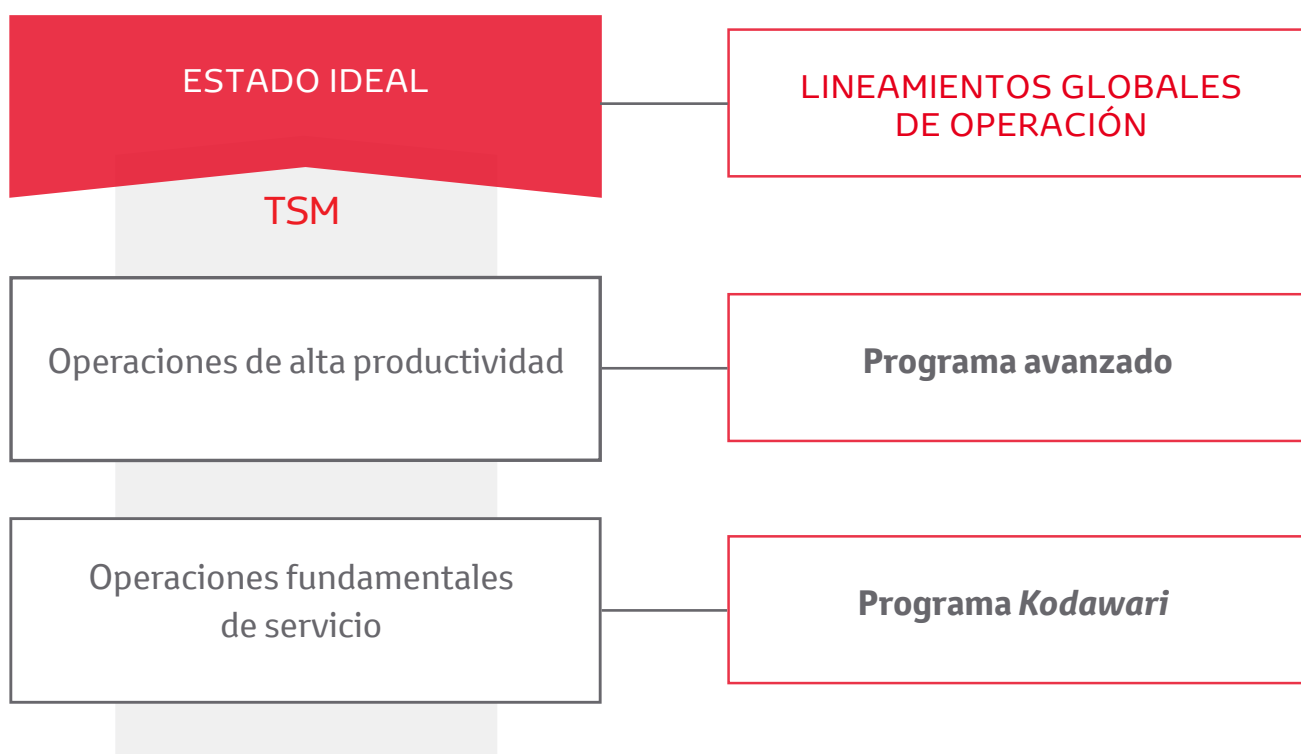 ESTADO IDEAL
LINEAMIENTOS GLOBALES
DE OPERACIÓN
TSM
Operaciones de alta productividad
Programa avanzado
Operaciones fundamentales
de servicio
Programa Kodawari